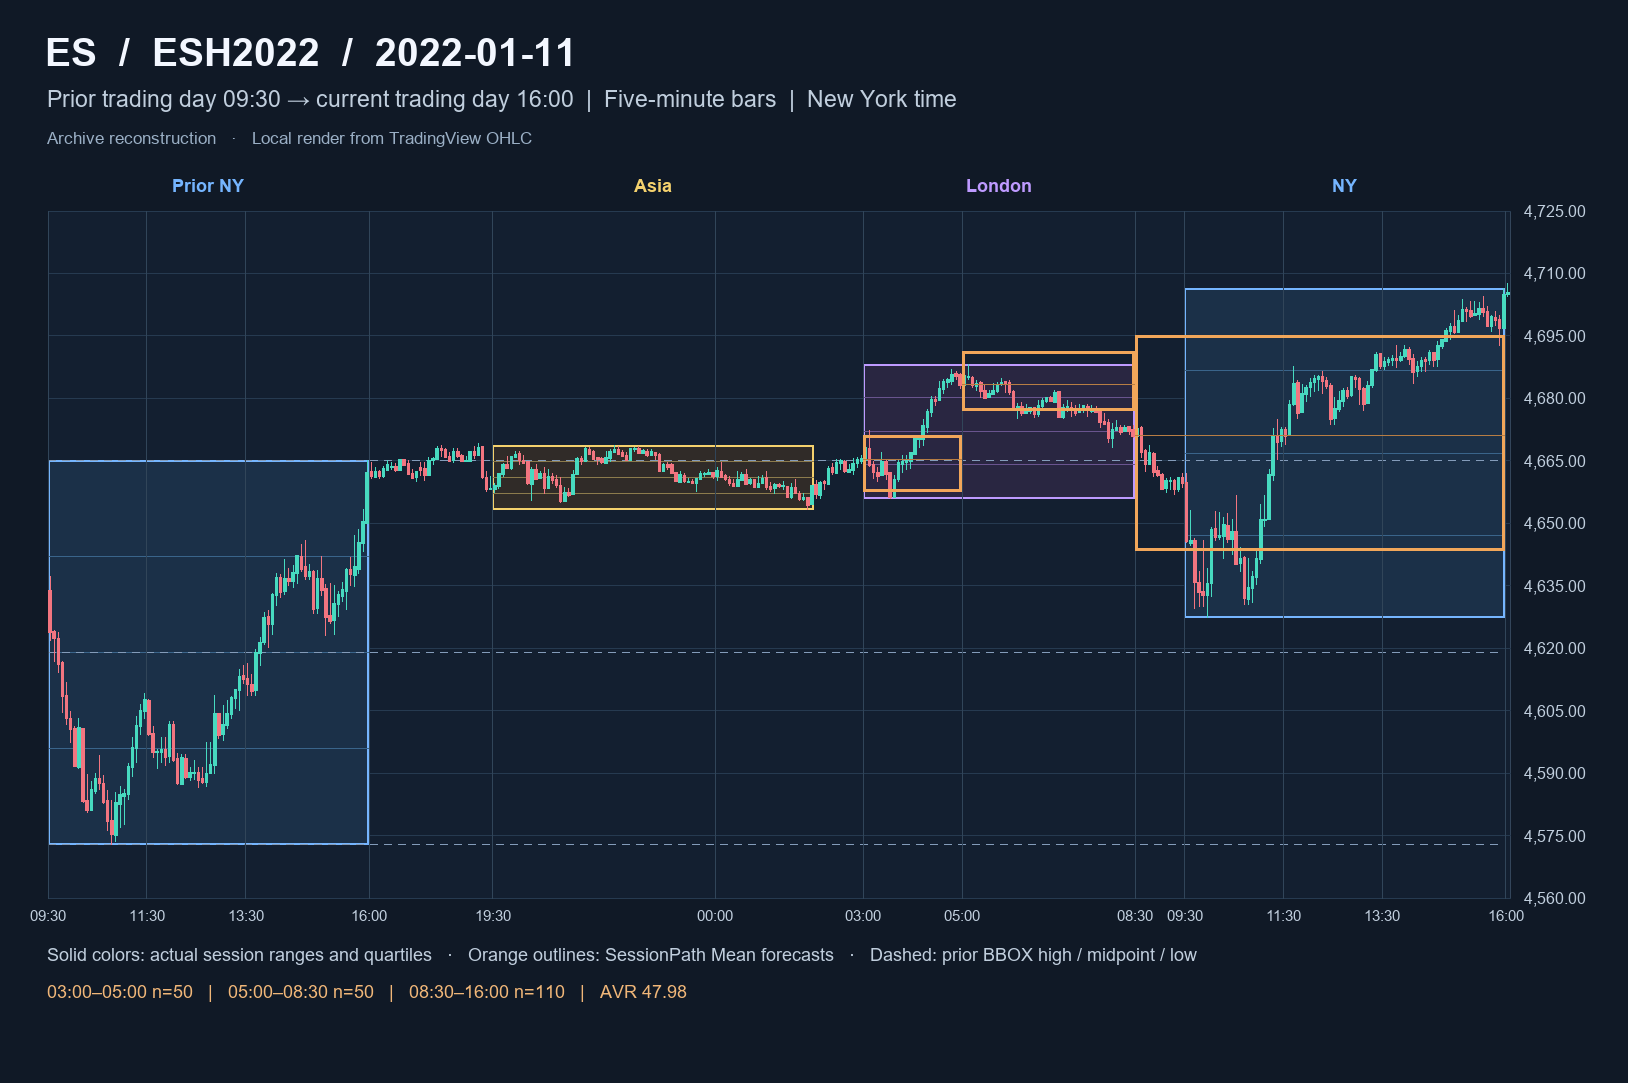 ES / ESH2022 / 2022-01-11
Prior trading day 09:30 → current trading day 16:00 | Five-minute bars | New York time
Archive reconstruction · Local render from TradingView OHLC
Prior NY Asia London NY
4,725.00
4,710.00
4,695.00
4,680.00
4,665.00
4,650.00
4,635.00
4,620.00
4,605.00
4,590.00
4,575.00
4,560.00
09:30 11:30 13:30 16:00 19:30 00:00 03:00 05:00 08:30 09:30 11:30 13:30 16:00
Solid colors: actual session ranges and quartiles · Orange outlines: SessionPath Mean forecasts · Dashed: prior BBOX high / midpoint / low
03:00–05:00 n=50 | 05:00–08:30 n=50 | 08:30–16:00 n=110 | AVR 47.98